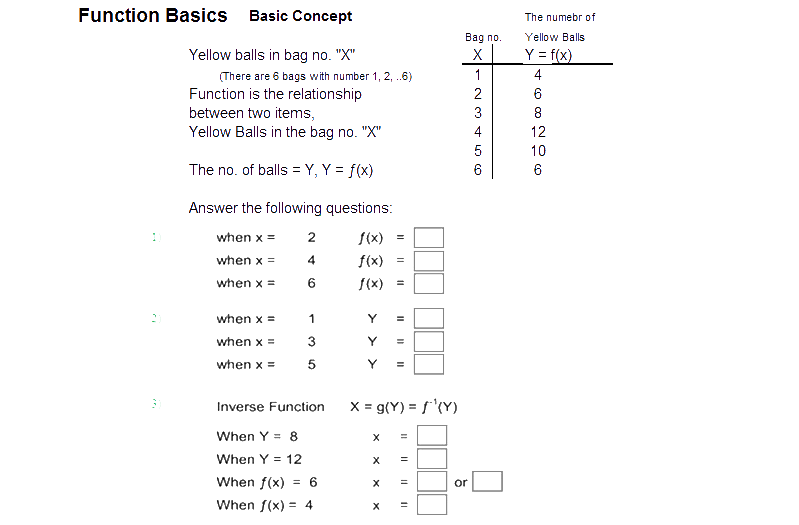 Function Basics Basic Concept
The numebr of
Bag no. Yellow Balls
Yellow balls in bag no. "X" X Y = f(x)
(There are 6 bags with number 1, 2, ..6) 1 4
Function is the relationship 2 6
between two items, 3 8
Yellow Balls in the bag no. "X" 4 12
5 10
The no. of balls = Y, Y = f(x) 6 6
Answer the following questions:
1 when x = 2 f(x) =
when x = 4 f(x) =
when x = 6 f(x) =
2 when x = 1 Y =
when x = 3 Y =
when x = 5 Y =
3 Inverse Function X = g(Y) = f⁻¹(Y)
When Y = 8 x =
When Y = 12 x =
When f(x) = 6 x = or
When f(x) = 4 x =